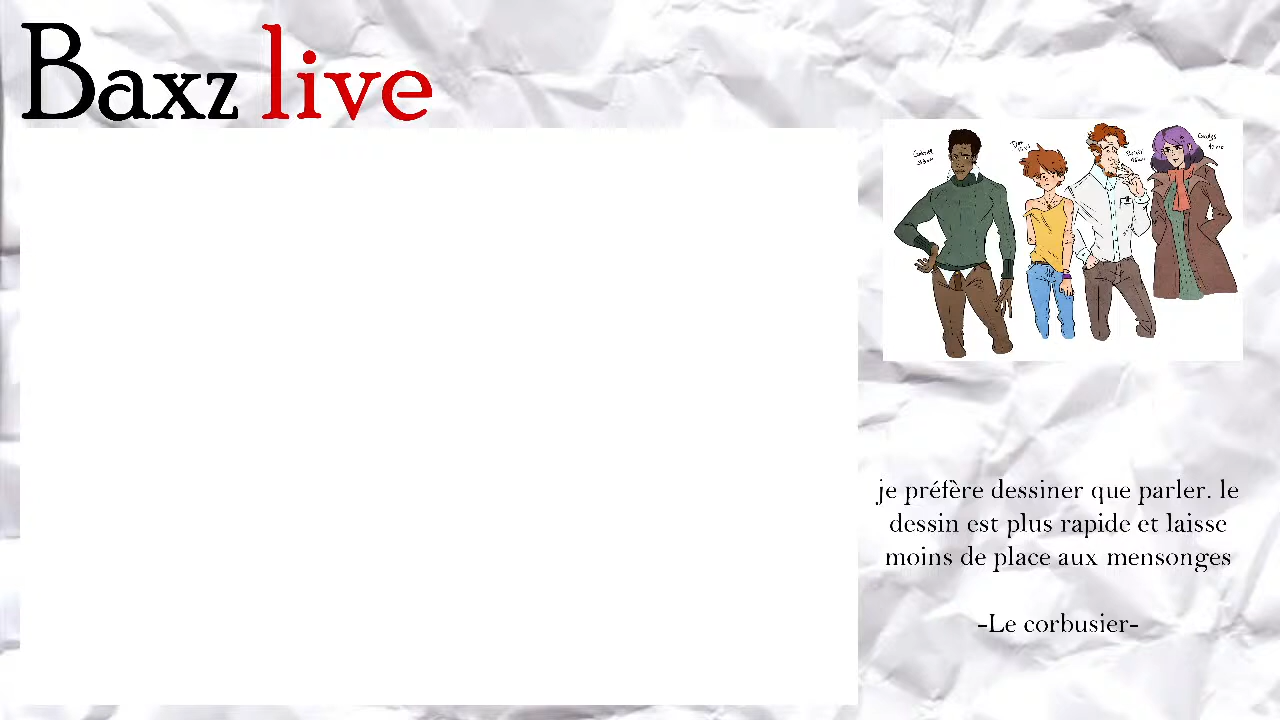 Baxz live
je préfère dessiner que parler. le
dessin est plus rapide et laisse
moins de place aux mensonges
-Le corbusier-